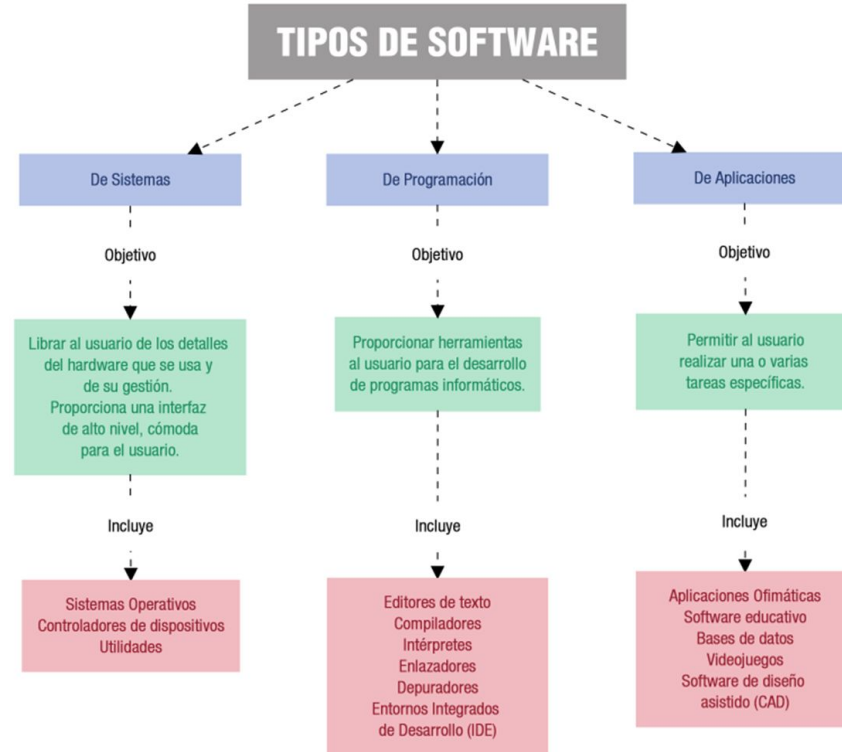 TIPOS DE SOFTWARE
De Sistemas
De Programación
De Aplicaciones
Objetivo
Objetivo
Objetivo
Librar al usuario de los detalles
del hardware que se usa y
de su gestión.
Proporciona una interfaz
de alto nivel, cómoda
para el usuario.
Proporcionar herramientas
al usuario para el desarrollo
de programas informáticos.
Permitir al usuario
realizar una o varias
tareas específicas.
Incluye
Incluye
Incluye
Sistemas Operativos
Controladores de dispositivos
Utilidades
Editores de texto
Compiladores
Intérpretes
Enlazadores
Depuradores
Entornos Integrados
de Desarrollo (IDE)
Aplicaciones Ofimáticas
Software educativo
Bases de datos
Videojuegos
Software de diseño
asistido (CAD)